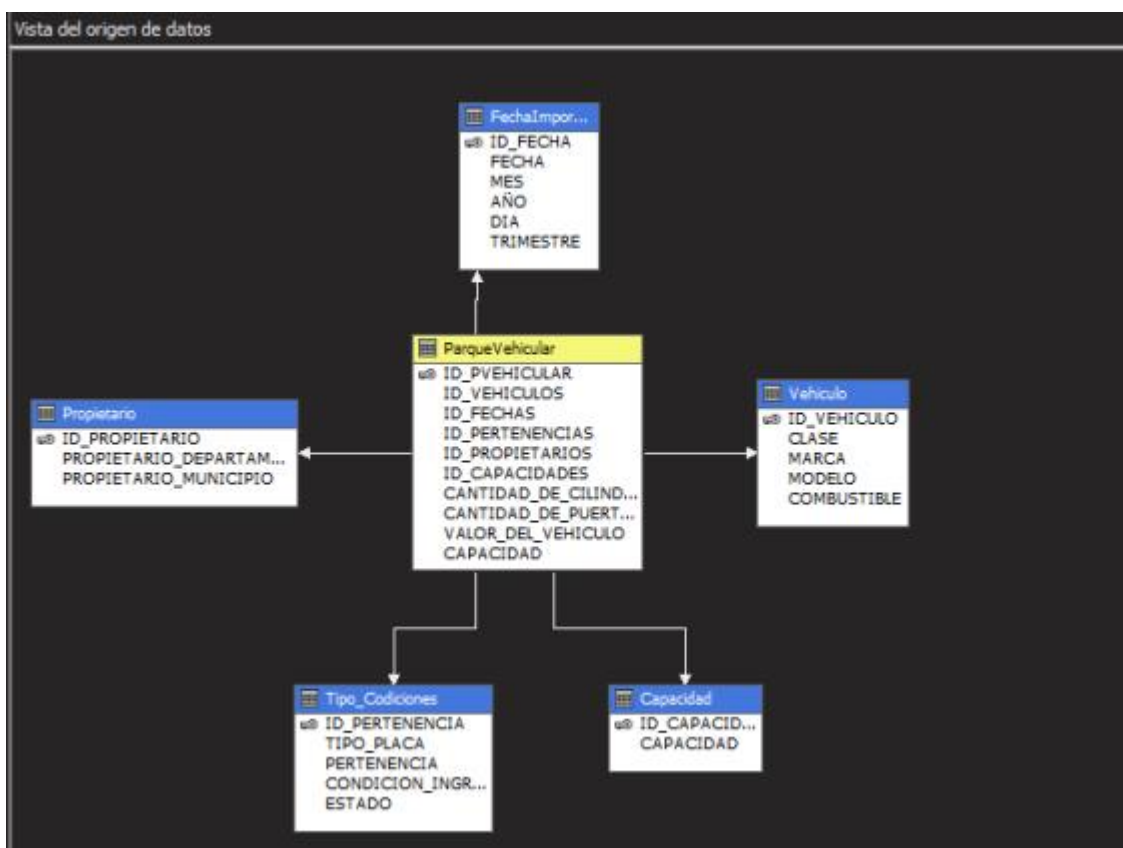 Vista del origen de datos
FechaImpor...
ID_FECHA
FECHA
MES
AÑO
DIA
TRIMESTRE
ParqueVehicular
ID_PVEHICULAR
ID_VEHICULOS
ID_FECHAS
ID_PERTENENCIAS
ID_PROPIETARIOS
ID_CAPACIDADES
CANTIDAD_DE_CILIND...
CANTIDAD_DE_PUERT...
VALOR_DEL_VEHICULO
CAPACIDAD
Propietario
ID_PROPIETARIO
PROPIETARIO_DEPARTAM...
PROPIETARIO_MUNICIPIO
Vehiculo
ID_VEHICULO
CLASE
MARCA
MODELO
COMBUSTIBLE
Tipo_Codiciones
ID_PERTENENCIA
TIPO_PLACA
PERTENENCIA
CONDICION_INGR...
ESTADO
Capacidad
ID_CAPACID...
CAPACIDAD